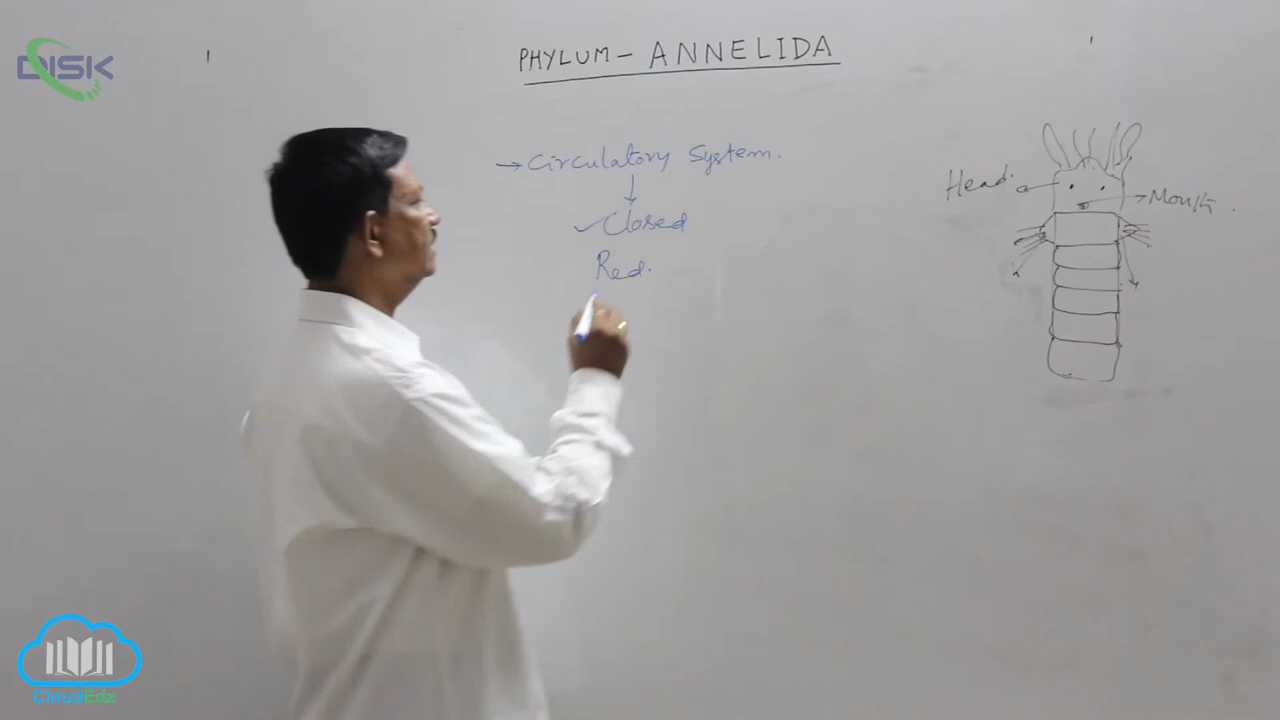 DISK
PHYLUM - ANNELIDA
→ Circulatory System.
✓ Closed
Red.
Head.
Mouth.
CloudEdz